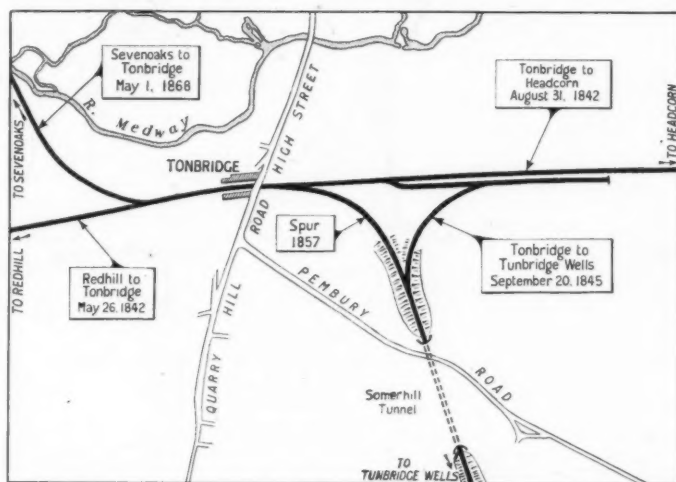 Sevenoaks to
Tonbridge
May 1, 1868
Tonbridge to
Headcorn
August 31, 1842
R. Medway
HIGH STREET
TO SEVENOAKS
TONBRIDGE
TO HEADCORN
ROAD
Spur
1857
Tonbridge to
Tunbridge Wells
September 20, 1845
TO REDHILL
Redhill to
Tonbridge
May 26, 1842
PEMBURY
ROAD
QUARRY HILL
Somerhill
Tunnel
TO
TUNBRIDGE WELLS